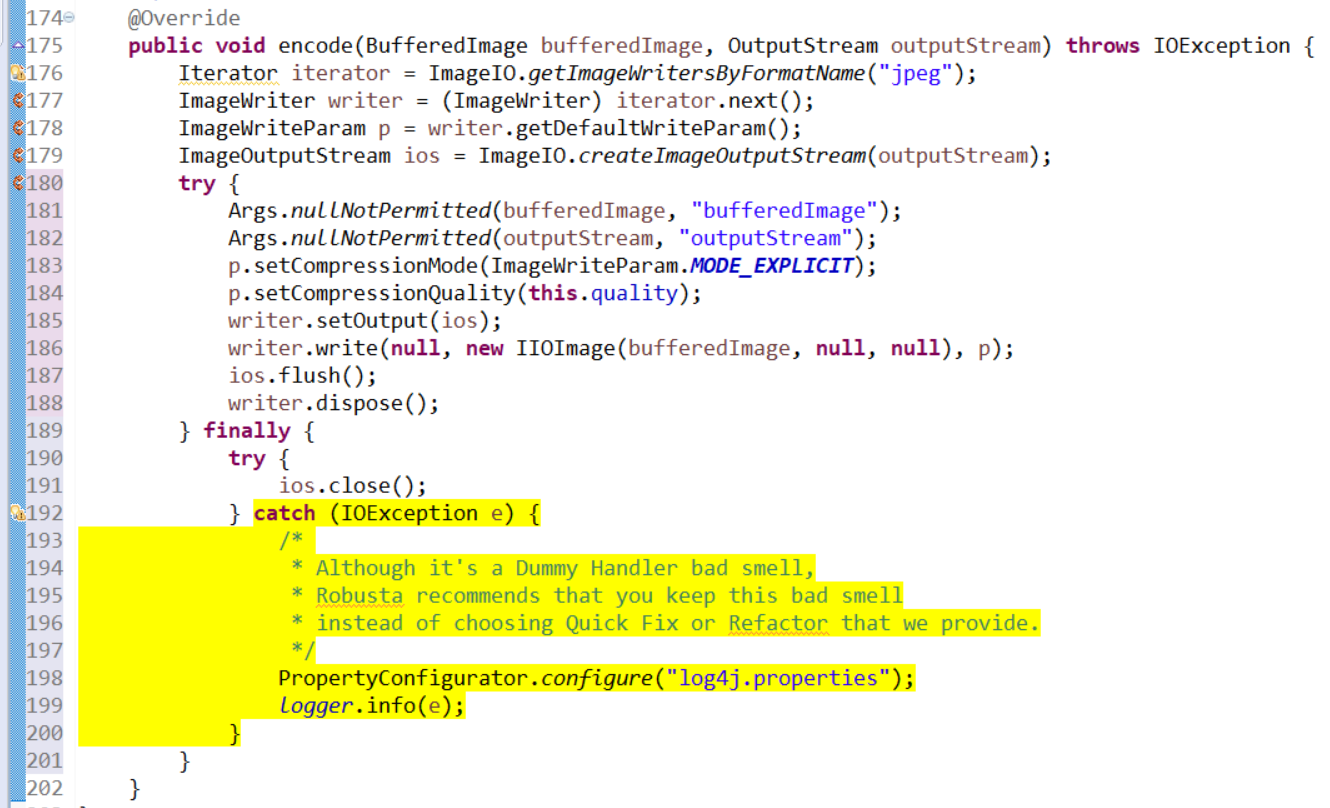 174 @Override
175 public void encode(BufferedImage bufferedImage, OutputStream outputStream) throws IOException {
176 Iterator iterator = ImageIO.getImageWritersByFormatName("jpeg");
177 ImageWriter writer = (ImageWriter) iterator.next();
178 ImageWriteParam p = writer.getDefaultWriteParam();
179 ImageOutputStream ios = ImageIO.createImageOutputStream(outputStream);
180 try {
181 Args.nullNotPermitted(bufferedImage, "bufferedImage");
182 Args.nullNotPermitted(outputStream, "outputStream");
183 p.setCompressionMode(ImageWriteParam.MODE_EXPLICIT);
184 p.setCompressionQuality(this.quality);
185 writer.setOutput(ios);
186 writer.write(null, new IIOImage(bufferedImage, null, null), p);
187 ios.flush();
188 writer.dispose();
189 } finally {
190 try {
191 ios.close();
192 } catch (IOException e) {
193 /*
194 * Although it's a Dummy Handler bad smell,
195 * Robusta recommends that you keep this bad smell
196 * instead of choosing Quick Fix or Refactor that we provide.
197 */
198 PropertyConfigurator.configure("log4j.properties");
199 logger.info(e);
200 }
201 }
202 }